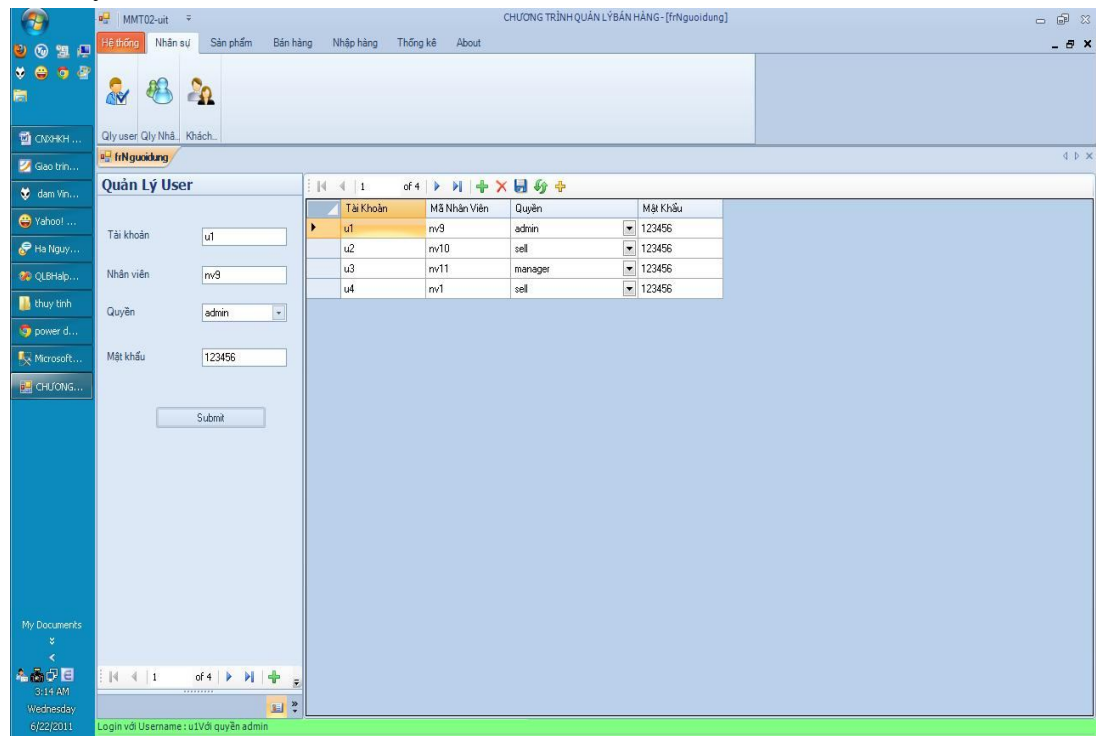 MMT02-uit
CHƯƠNG TRÌNH QUẢN LÝ BÁN HÀNG - [frNguoidung]
Hệ thống Nhân sự Sản phẩm Bán hàng Nhập hàng Thống kê About
Qly user Qly Nhâ... Khách...
frNguoidung
CNXHKH ...
Giao trin...
dam Vin...
Yahoo! ...
Ha Nguy...
QLBHalp...
thuy tinh
power d...
Microsoft...
CHƯƠNG...
My Documents
3:14 AM
Wednesday
6/22/2011
Quản Lý User
Tài khoản u1
Nhân viên nv9
Quyền admin
Mật khẩu 123456
Submit
1 of 4
1 of 4
Tài Khoản Mã Nhân Viên Quyền Mật Khẩu
u1 nv9 admin 123456
u2 nv10 sell 123456
u3 nv11 manager 123456
u4 nv1 sell 123456
Login với Username : u1Với quyền admin